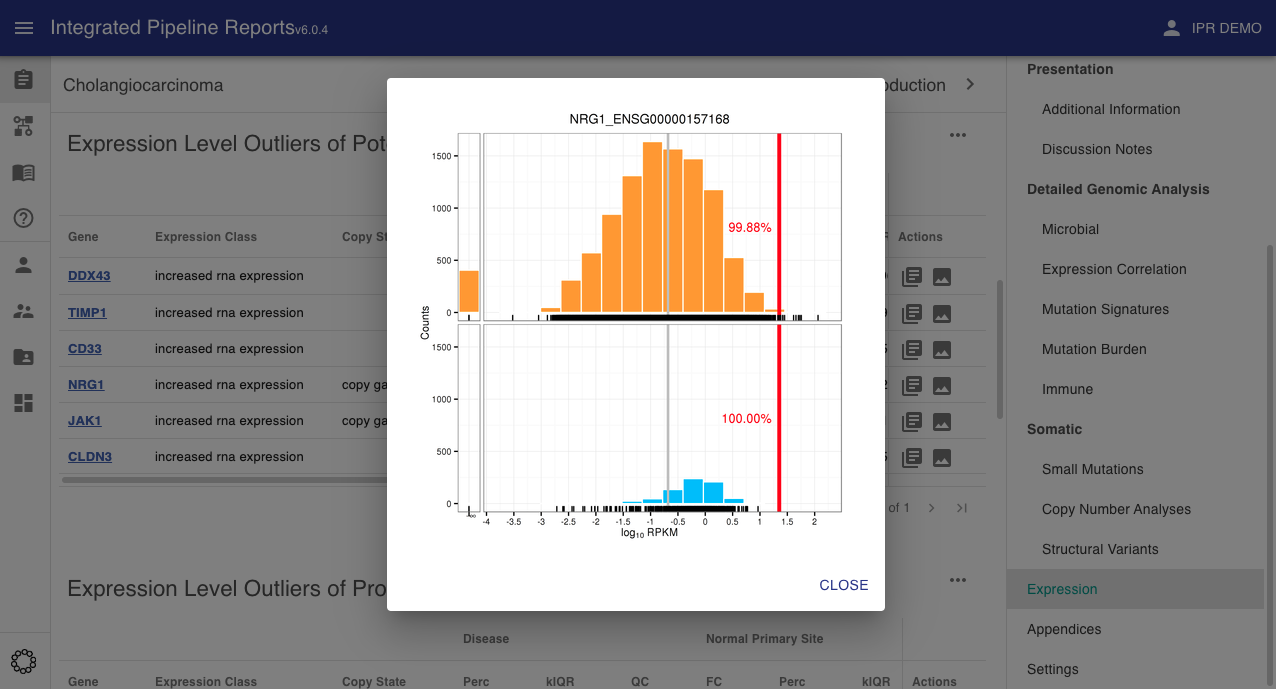 Integrated Pipeline Reports v6.0.4
IPR DEMO
Cholangiocarcinoma
oduction
Expression Level Outliers of Pot
Gene Expression Class Copy St Actions
DDX43 increased rna expression
TIMP1 increased rna expression
CD33 increased rna expression
NRG1 increased rna expression copy ga
JAK1 increased rna expression copy ga
CLDN3 increased rna expression
of 1
Expression Level Outliers of Pro
Disease Normal Primary Site
Gene Expression Class Copy State Perc kIQR QC FC Perc kIQR Actions
NRG1_ENSG00000157168
1500
1000
500
0
99.88%
Counts
1500
1000
500
0
100.00%
-∞ -4 -3.5 -3 -2.5 -2 -1.5 -1 -0.5 0 0.5 1 1.5 2
log10 RPKM
CLOSE
Presentation
Additional Information
Discussion Notes
Detailed Genomic Analysis
Microbial
Expression Correlation
Mutation Signatures
Mutation Burden
Immune
Somatic
Small Mutations
Copy Number Analyses
Structural Variants
Expression
Appendices
Settings